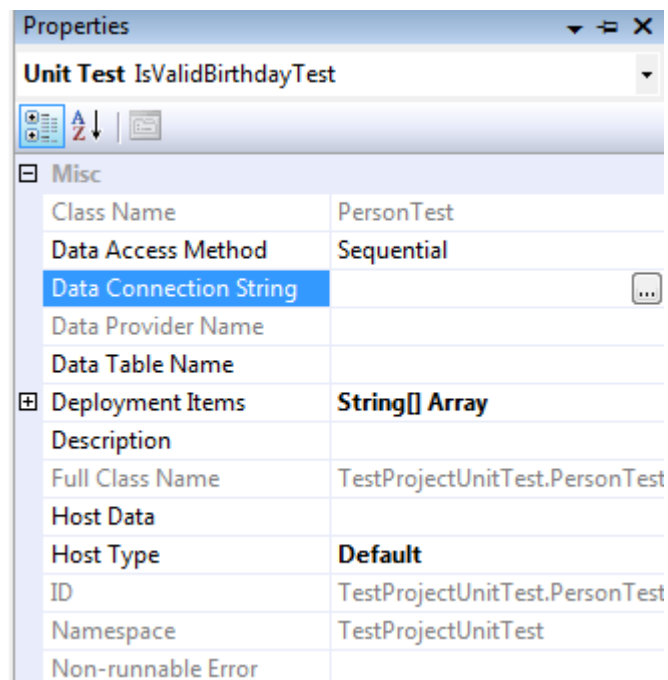 Properties
Unit Test IsValidBirthdayTest
Misc
Class Name PersonTest
Data Access Method Sequential
Data Connection String ...
Data Provider Name
Data Table Name
Deployment Items String[] Array
Description
Full Class Name TestProjectUnitTest.PersonTest
Host Data
Host Type Default
ID TestProjectUnitTest.PersonTest
Namespace TestProjectUnitTest
Non-runnable Error